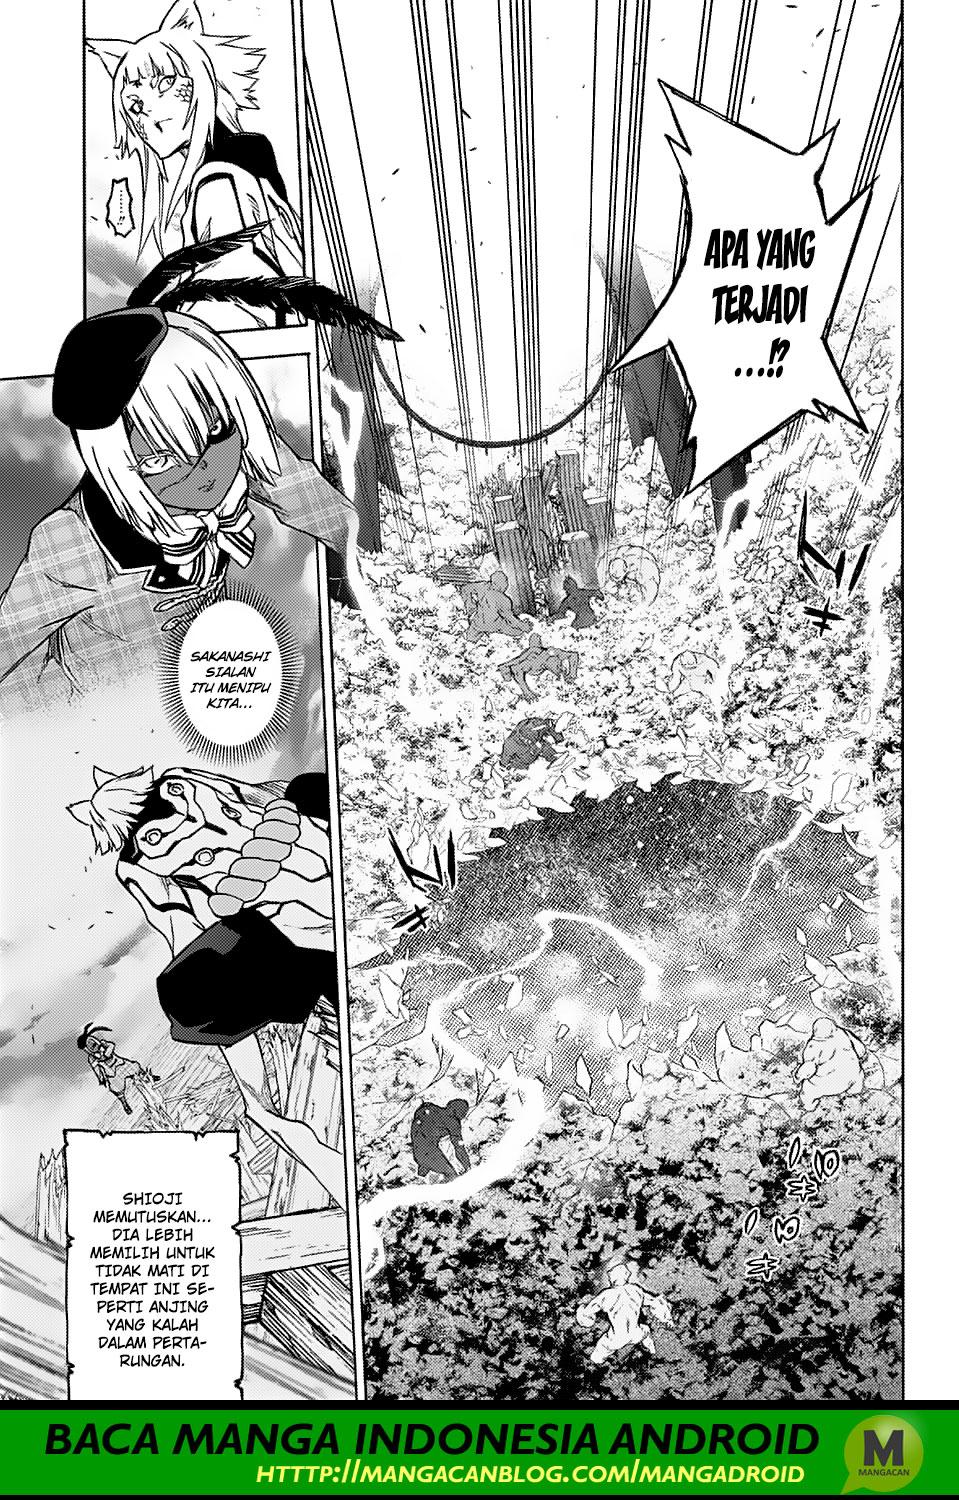 APA YANG
TERJADI
....!?
.....!!
SAKANASHI
SIALAN
ITU MENIPU
KITA...
SHIOJI
MEMUTUSKAN...
DIA LEBIH
MEMILIH UNTUK
TIDAK MATI DI
TEMPAT INI SE-
PERTI ANJING
YANG KALAH
DALAM PERTA-
RUNGAN.
BACA MANGA INDONESIA ANDROID
HTTTP://MANGACANBLOG.COM/MANGADROID
M
MANGACAN